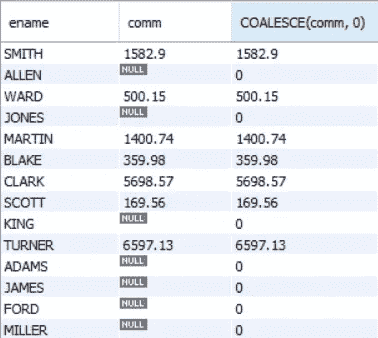 ename comm COALESCE(comm, 0)
SMITH 1582.9 1582.9
ALLEN NULL 0
WARD 500.15 500.15
JONES NULL 0
MARTIN 1400.74 1400.74
BLAKE 359.98 359.98
CLARK 5698.57 5698.57
SCOTT 169.56 169.56
KING NULL 0
TURNER 6597.13 6597.13
ADAMS NULL 0
JAMES NULL 0
FORD NULL 0
MILLER NULL 0